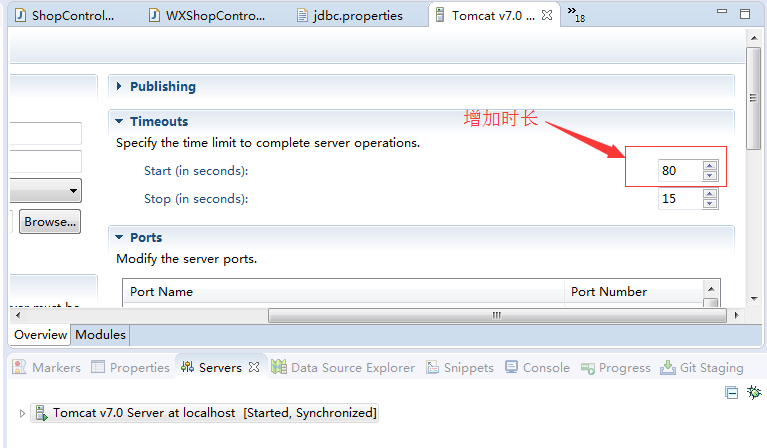 ShopControl... WXShopContro... jdbc.properties Tomcat v7.0 ... »18
Publishing
Timeouts
增加时长
Specify the time limit to complete server operations.
Start (in seconds): 80
Stop (in seconds): 15
Browse...
Ports
Modify the server ports.
Port Name Port Number
Overview Modules
Markers Properties Servers Data Source Explorer Snippets Console Progress Git Staging
Tomcat v7.0 Server at localhost [Started, Synchronized]